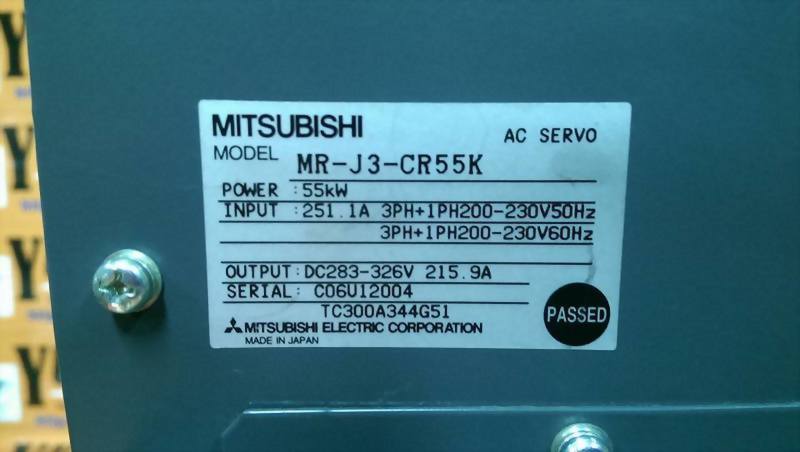 MITSUBISHI
AC SERVO
MODEL MR-J3-CR55K
POWER :55kW
INPUT :251.1A 3PH+1PH200-230V50Hz
3PH+1PH200-230V60Hz
OUTPUT:DC283-326V 215.9A
SERIAL: C06U12004
TC300A344G51
PASSED
MITSUBISHI ELECTRIC CORPORATION
MADE IN JAPAN